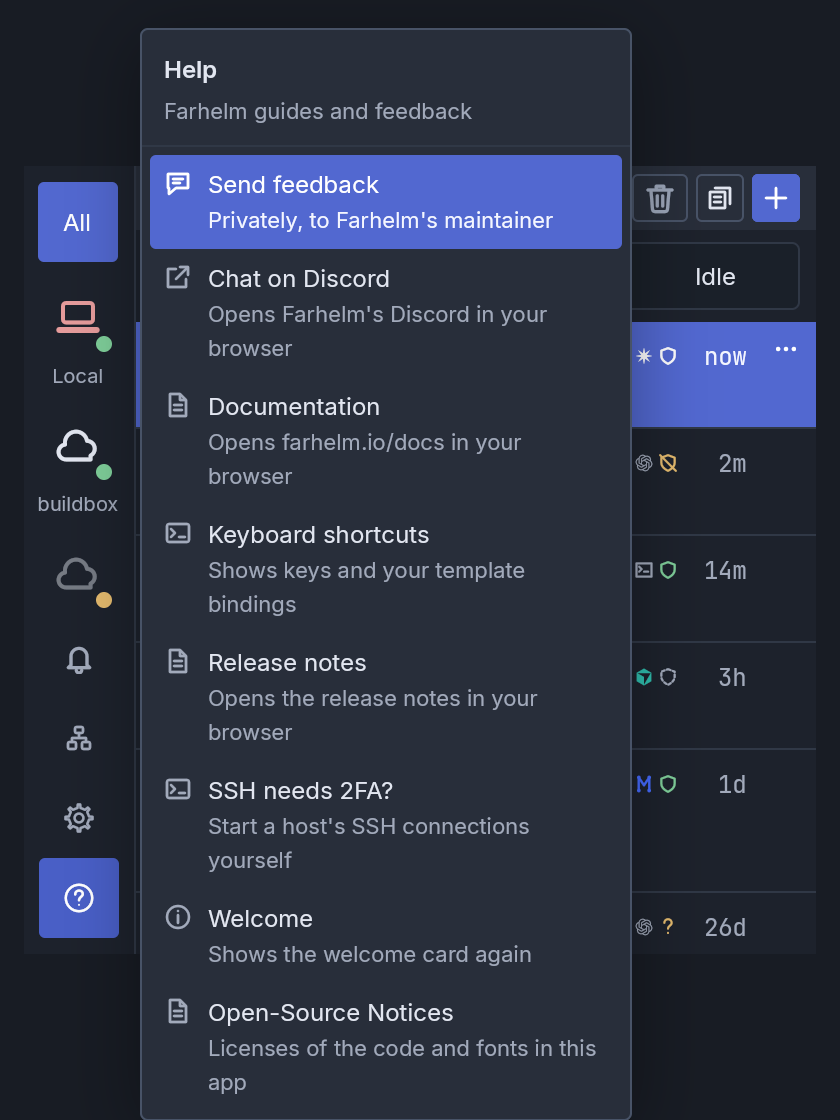 Help
Farhelm guides and feedback
All
Send feedback
Privately, to Farhelm's maintainer
Chat on Discord
Opens Farhelm's Discord in your
browser
Idle
Local
now
Documentation
Opens farhelm.io/docs in your
browser
buildbox
2m
Keyboard shortcuts
Shows keys and your template
bindings
14m
Release notes
Opens the release notes in your
browser
3h
SSH needs 2FA?
Start a host's SSH connections
yourself
1d
Welcome
Shows the welcome card again
26d
Open-Source Notices
Licenses of the code and fonts in this
app